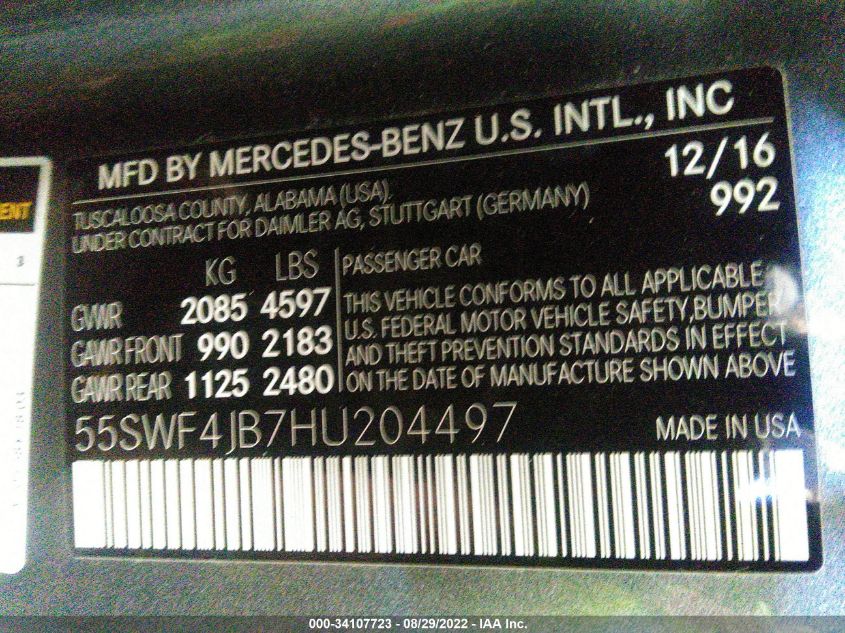 MFD BY MERCEDES-BENZ U.S. INTL., INC
TUSCALOOSA COUNTY, ALABAMA (USA),
UNDER CONTRACT FOR DAIMLER AG, STUTTGART (GERMANY)
12/16
992
KG LBS
GVWR 2085 4597
GAWR FRONT 990 2183
GAWR REAR 1125 2480
PASSENGER CAR
THIS VEHICLE CONFORMS TO ALL APPLICABLE
U.S. FEDERAL MOTOR VEHICLE SAFETY, BUMPER
AND THEFT PREVENTION STANDARDS IN EFFECT
ON THE DATE OF MANUFACTURE SHOWN ABOVE
55SWF4JB7HU204497
MADE IN USA
ENT
3
000-34107723 - 08/29/2022 - IAA Inc.